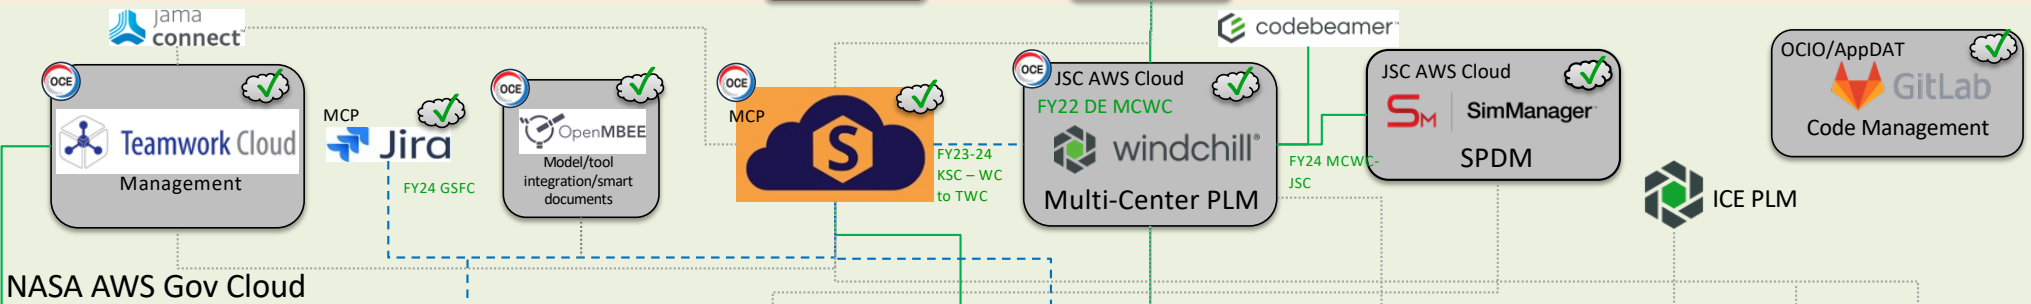 jama
connect
codebeamer
OCE
Teamwork Cloud
Management
MCP
Jira
FY24 GSFC
OCE
OpenMBEE
Model/tool
integration/smart
documents
OCE
MCP
S
FY23-24
KSC – WC
to TWC
OCE
JSC AWS Cloud
FY22 DE MCWC
windchill®
Multi-Center PLM
FY24 MCWC-
JSC
JSC AWS Cloud
SM SimManager
SPDM
OCIO/AppDAT
GitLab
Code Management
ICE PLM
NASA AWS Gov Cloud